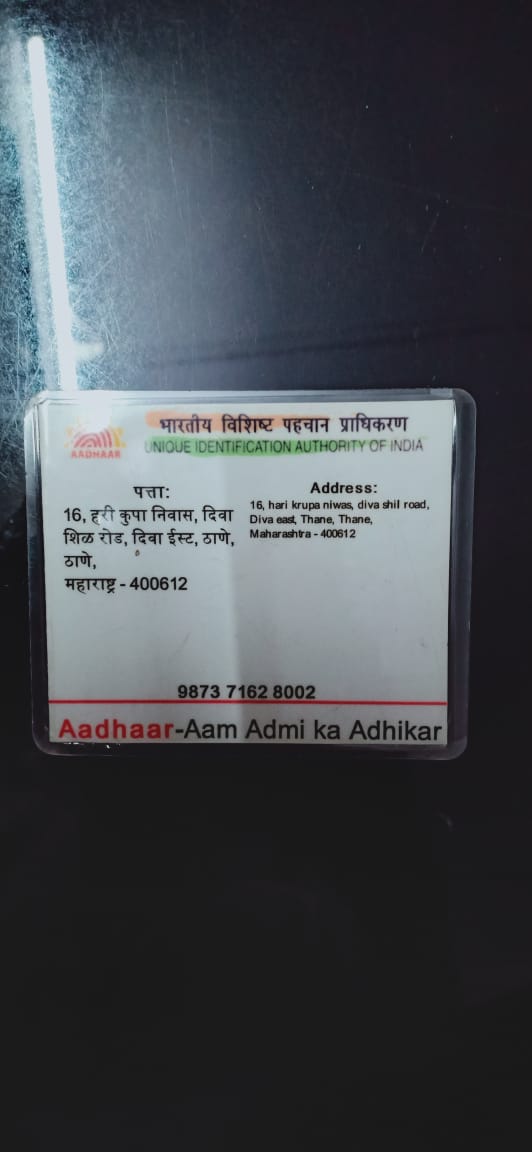 भारतीय विशिष्ट पहचान प्राधिकरण
AADHAAR
UNIQUE IDENTIFICATION AUTHORITY OF INDIA
पत्ता:
16, हरी कुपा निवास, दिवा
शिळ रोड, दिवा ईस्ट, ठाणे,
ठाणे,
महाराष्ट्र - 400612
Address:
16, hari krupa niwas, diva shil road,
Diva east, Thane, Thane,
Maharashtra - 400612
9873 7162 8002
Aadhaar-Aam Admi ka Adhikar